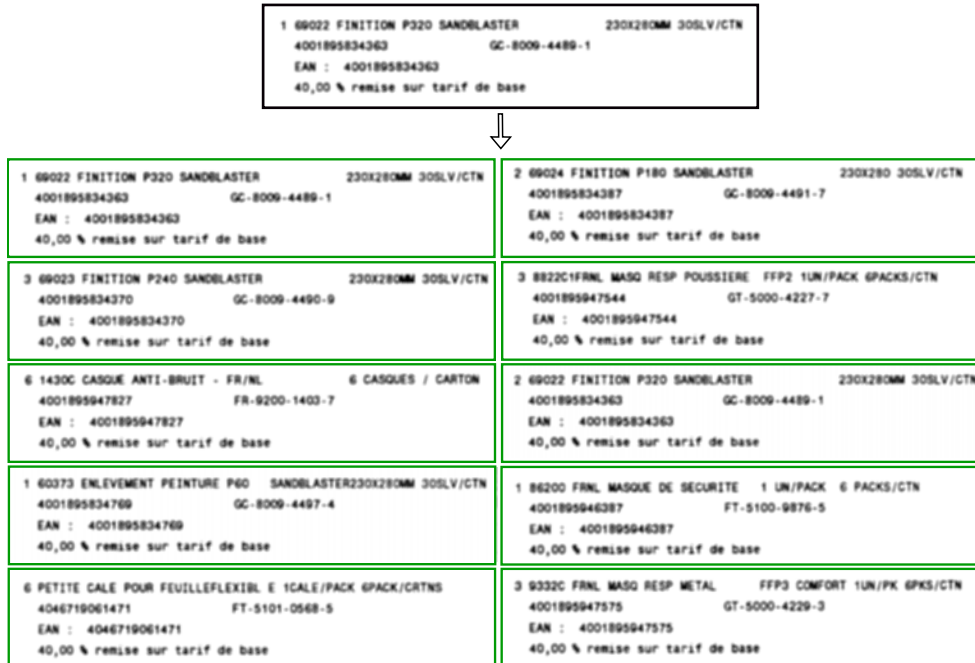 1 69022 FINITION P320 SANDBLASTER 230X280MM 30SLV/CTN
4001895834363 GC-8009-4489-1
EAN : 4001895834363
40,00 % remise sur tarif de base
1 69022 FINITION P320 SANDBLASTER 230X280MM 30SLV/CTN
4001895834363 GC-8009-4489-1
EAN : 4001895834363
40,00 % remise sur tarif de base
2 69024 FINITION P180 SANDBLASTER 230X280 30SLV/CTN
4001895834387 GC-8009-4491-7
EAN : 4001895834387
40,00 % remise sur tarif de base
3 69023 FINITION P240 SANDBLASTER 230X280MM 30SLV/CTN
4001895834370 GC-8009-4490-9
EAN : 4001895834370
40,00 % remise sur tarif de base
3 8822C1FRNL MASQ RESP POUSSIERE FFP2 1UN/PACK 6PACKS/CTN
4001895947544 GT-5000-4227-7
EAN : 4001895947544
40,00 % remise sur tarif de base
6 1430C CASQUE ANTI-BRUIT - FR/NL 6 CASQUES / CARTON
4001895947827 FR-9200-1403-7
EAN : 4001895947827
40,00 % remise sur tarif de base
2 69022 FINITION P320 SANDBLASTER 230X280MM 30SLV/CTN
4001895834363 GC-8009-4489-1
EAN : 4001895834363
40,00 % remise sur tarif de base
1 60373 ENLEVEMENT PEINTURE P60 SANDBLASTER230X280MM 30SLV/CTN
4001895834769 GC-8009-4497-4
EAN : 4001895834769
40,00 % remise sur tarif de base
1 86200 FRNL MASQUE DE SECURITE 1 UN/PACK 6 PACKS/CTN
4001895946387 FT-5100-9876-5
EAN : 4001895946387
40,00 % remise sur tarif de base
6 PETITE CALE POUR FEUILLEFLEXIBL E 1CALE/PACK 6PACK/CRTNS
4046719061471 FT-5101-0568-5
EAN : 4046719061471
40,00 % remise sur tarif de base
3 9332C FRNL MASQ RESP METAL FFP3 COMFORT 1UN/PK 6PKS/CTN
4001895947575 GT-5000-4229-3
EAN : 4001895947575
40,00 % remise sur tarif de base